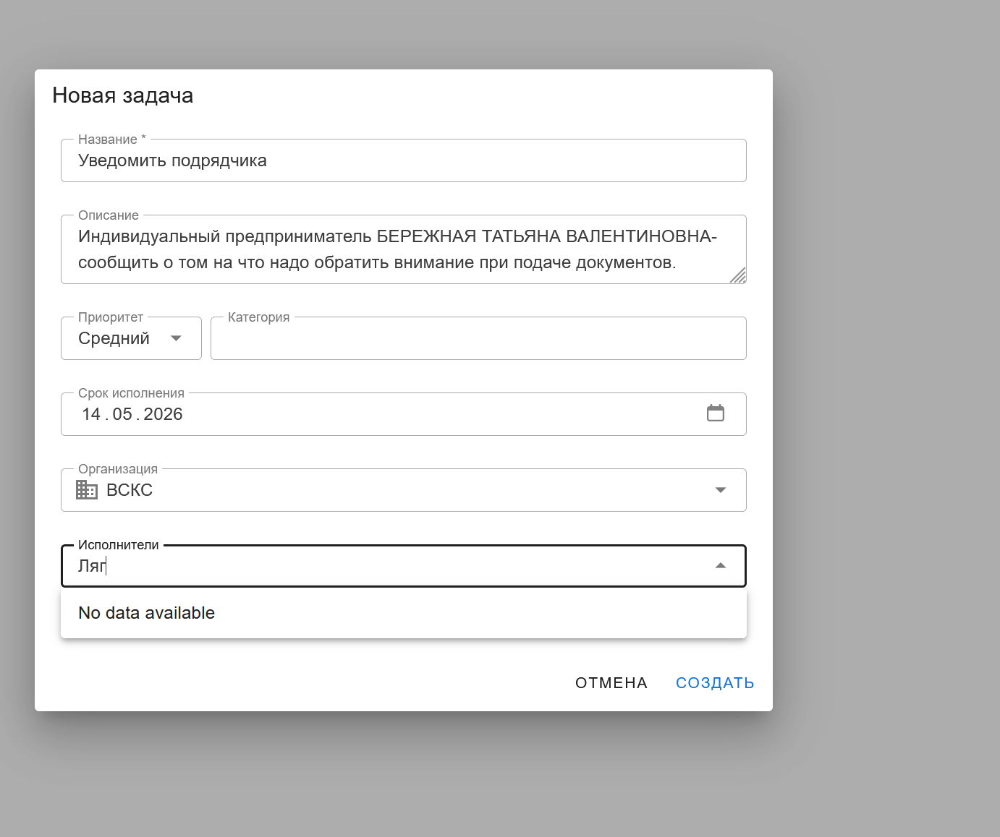 Новая задача
Название *
Уведомить подрядчика
Описание
Индивидуальный предприниматель БЕРЕЖНАЯ ТАТЬЯНА ВАЛЕНТИНОВНА-
сообщить о том на что надо обратить внимание при подаче документов.
Приоритет
Средний
Категория
Срок исполнения
14.05.2026
Организация
ВСКС
Исполнители
Ляг
No data available
ОТМЕНА СОЗДАТЬ